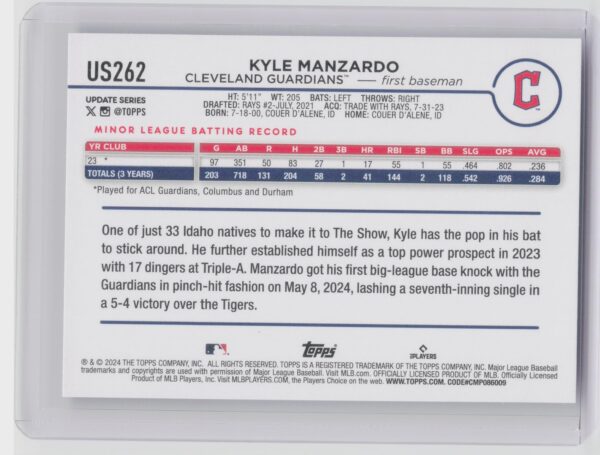 US262
KYLE MANZARDO
CLEVELAND GUARDIANS™ — first baseman
C
UPDATE SERIES
@TOPPS
HT: 5'11" WT: 205 BATS: LEFT THROWS: RIGHT
DRAFTED: RAYS #2-JULY, 2021 ACQ: TRADE WITH RAYS, 7-31-23
BORN: 7-18-00, COUER D'ALENE, ID HOME: COUER D'ALENE, ID
MINOR LEAGUE BATTING RECORD
YR CLUB G AB R H 2B 3B HR RBI SB BB SLG OPS AVG
23 * 97 351 50 83 27 1 17 55 1 55 .464 .802 .236
TOTALS (3 YEARS) 203 718 131 204 58 2 41 144 2 118 .542 .926 .284
*Played for ACL Guardians, Columbus and Durham
One of just 33 Idaho natives to make it to The Show, Kyle has the pop in his bat
to stick around. He further established himself as a top power prospect in 2023
with 17 dingers at Triple-A. Manzardo got his first big-league base knock with the
Guardians in pinch-hit fashion on May 8, 2024, lashing a seventh-inning single in
a 5-4 victory over the Tigers.
Topps
PLAYERS
® & © 2024 THE TOPPS COMPANY, INC. ALL RIGHTS RESERVED. TOPPS IS A REGISTERED TRADEMARK OF THE TOPPS COMPANY, INC. Major League Baseball
trademarks and copyrights are used with permission of Major League Baseball. Visit MLB.com. OFFICIALLY LICENSED PRODUCT OF MLB. Officially Licensed
Product of MLB Players, Inc. Visit MLBPLAYERS.com, the Players Choice on the web. WWW.TOPPS.COM. CODE#CMP086009